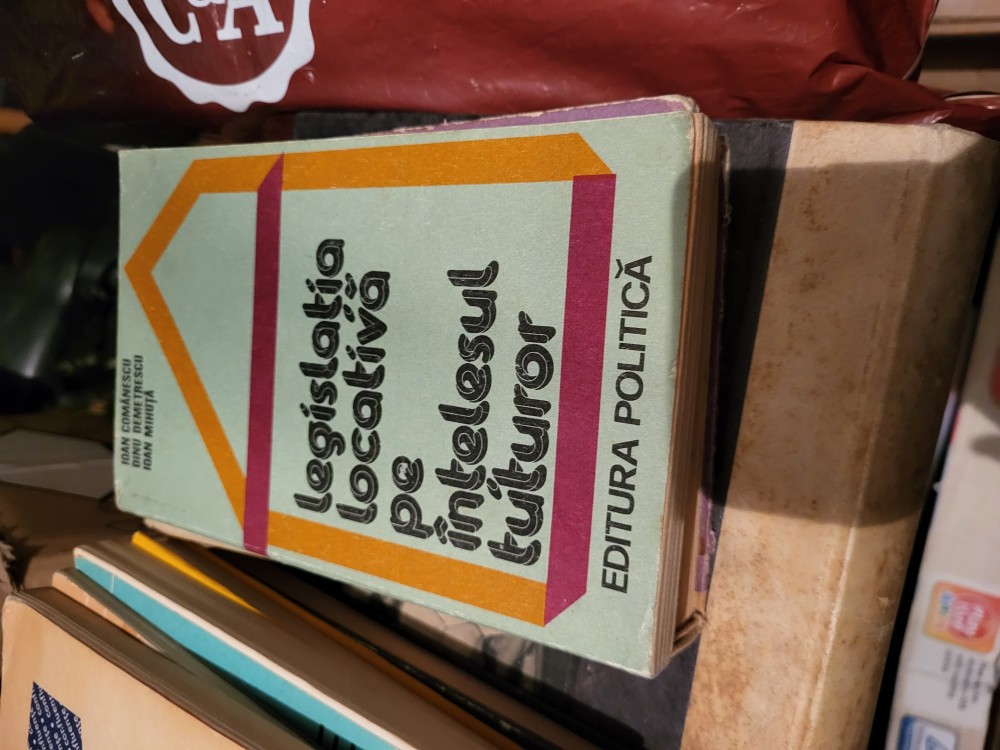 C&A
IOAN COMĂNESCU
DINU DEMETRESCU
IOAN MIHUȚĂ
legislația
locativă
pe
înțelesul
tuturor
EDITURA POLITICĂ